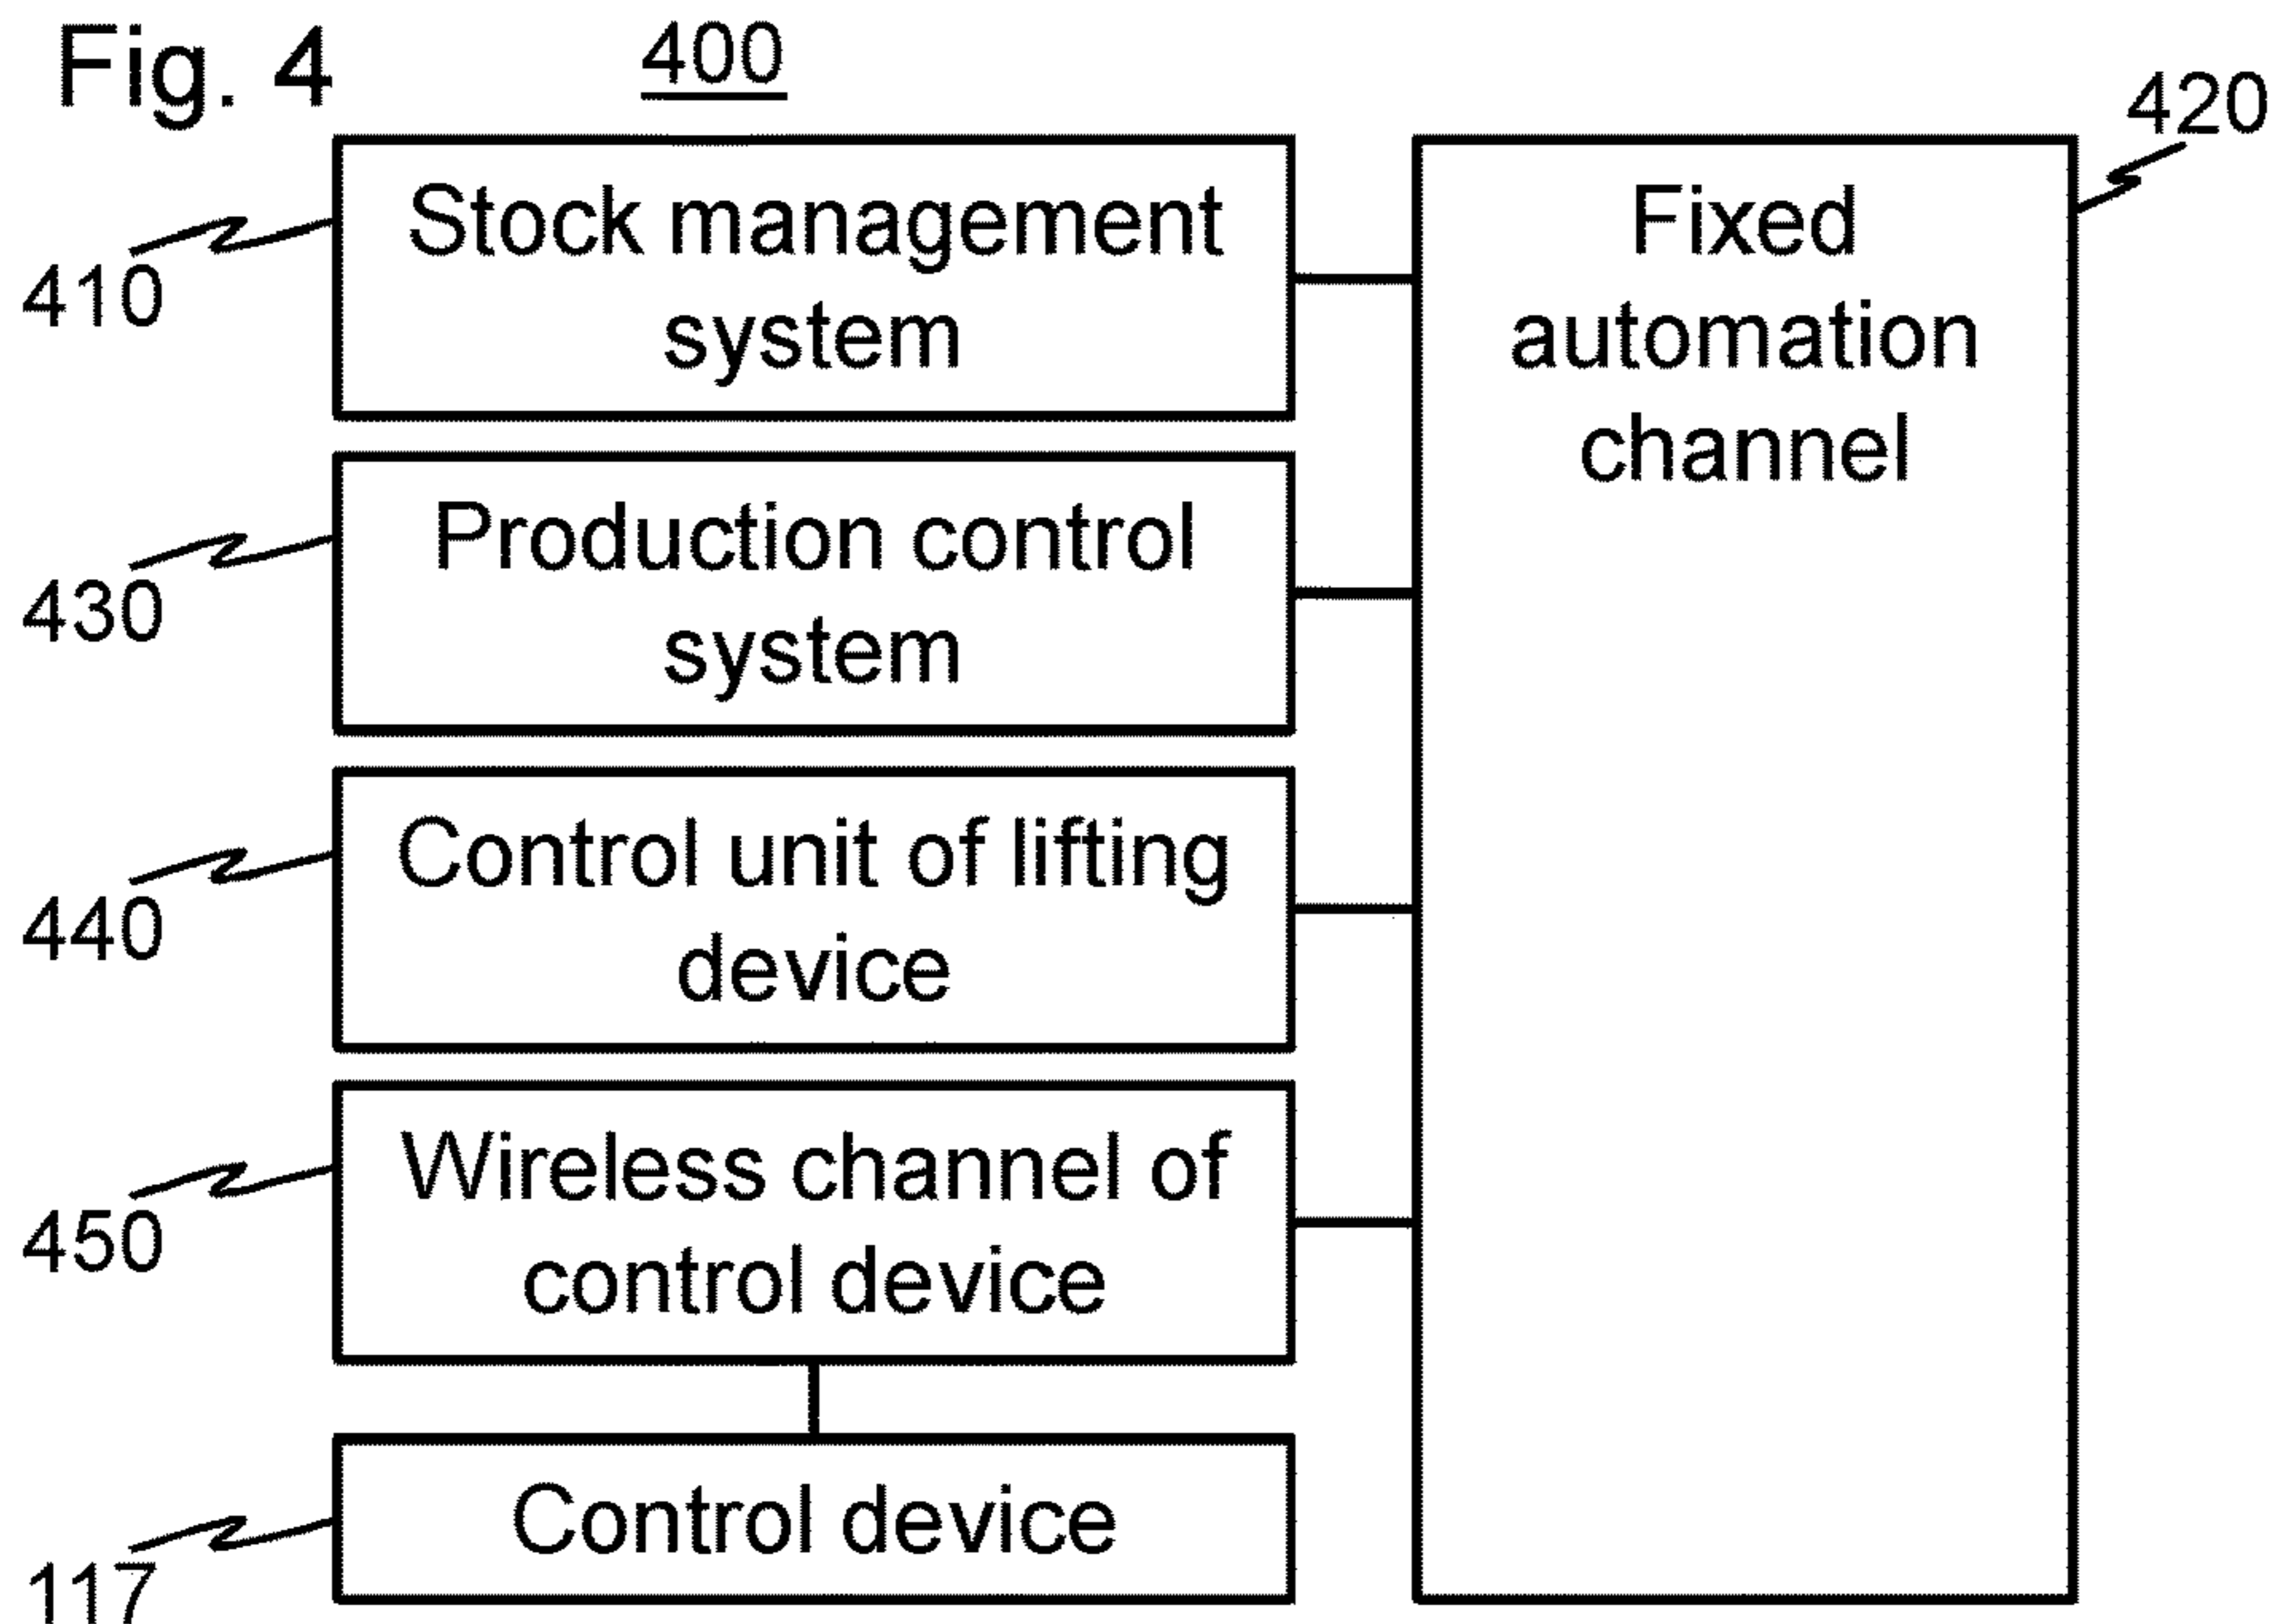 Fig. 4
400
420
Stock management
system
410
Fixed
automation
channel
Production control
system
430
Control unit of lifting
device
440
Wireless channel of
control device
450
Control device
117